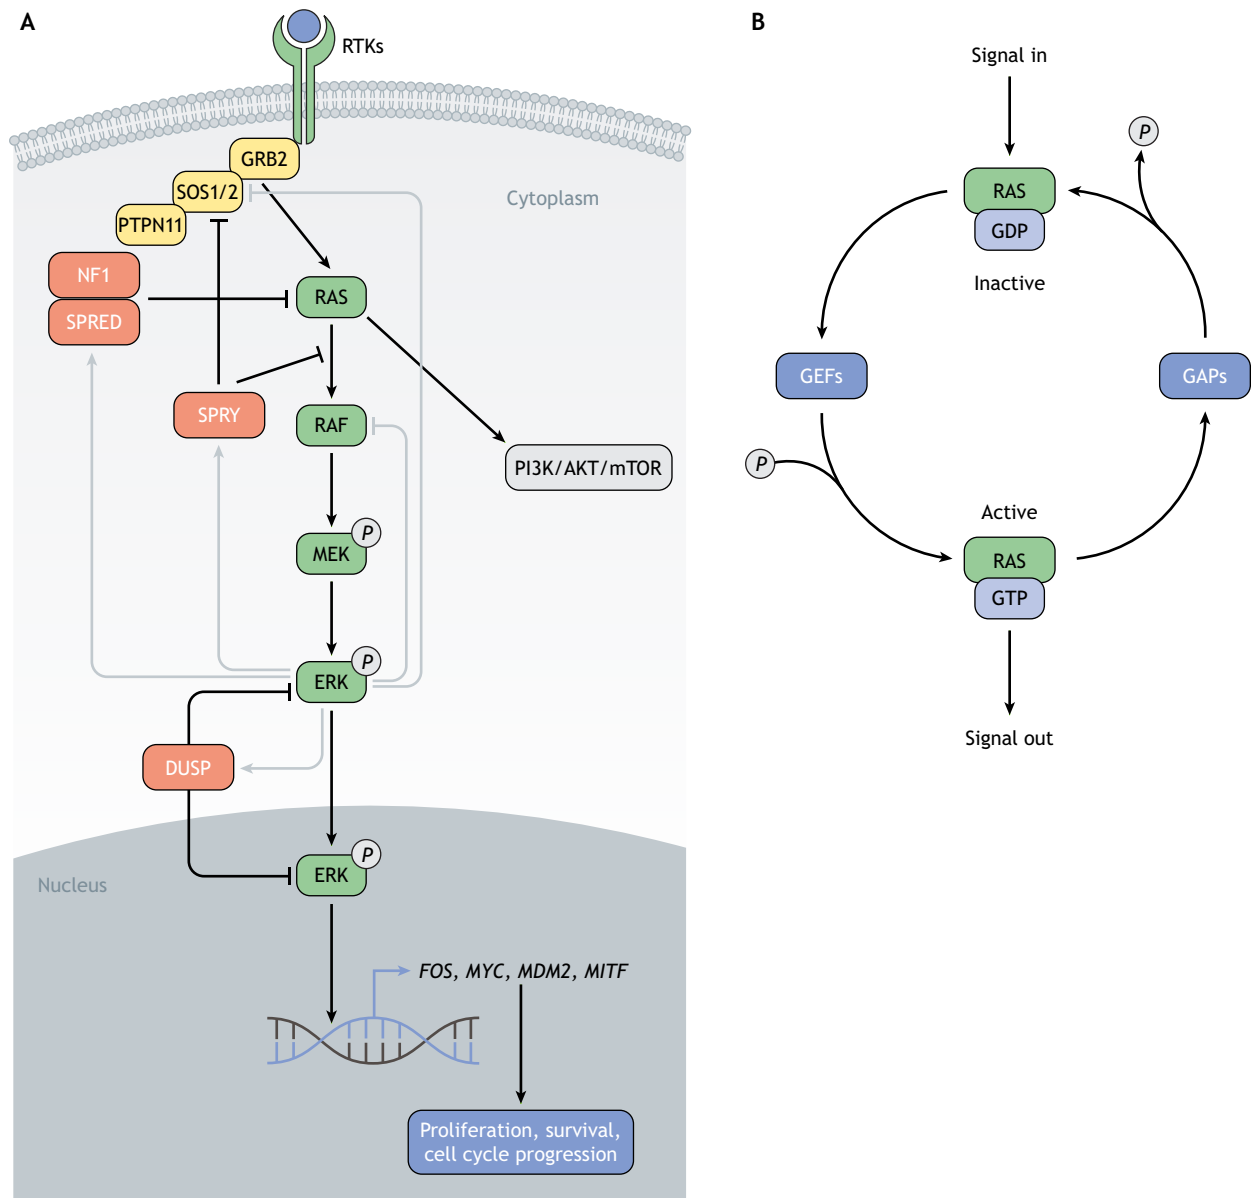 A
RTKs
GRB2
SOS1/2
PTPN11
Cytoplasm
NF1
SPRED
RAS
SPRY
RAF
PI3K/AKT/mTOR
MEK
P
ERK
P
DUSP
ERK
P
Nucleus
FOS, MYC, MDM2, MITF
Proliferation, survival,
cell cycle progression
B
Signal in
P
RAS
GDP
Inactive
GEFs
GAPs
P
Active
RAS
GTP
Signal out